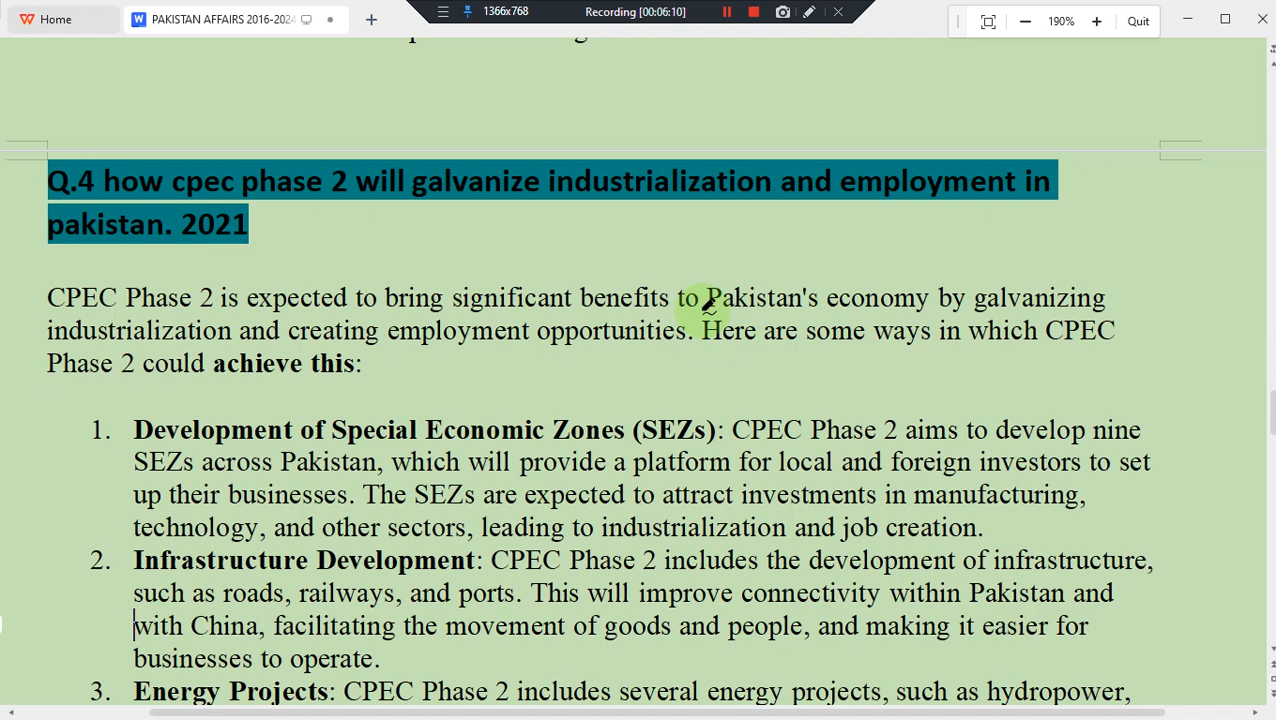 Home
PAKISTAN AFFAIRS 2016-2024
1366x768
Recording [00:06:10]
190%
Quit
Q.4 how cpec phase 2 will galvanize industrialization and employment in
pakistan. 2021
CPEC Phase 2 is expected to bring significant benefits to Pakistan's economy by galvanizing
industrialization and creating employment opportunities. Here are some ways in which CPEC
Phase 2 could achieve this:
1. Development of Special Economic Zones (SEZs): CPEC Phase 2 aims to develop nine
SEZs across Pakistan, which will provide a platform for local and foreign investors to set
up their businesses. The SEZs are expected to attract investments in manufacturing,
technology, and other sectors, leading to industrialization and job creation.
2. Infrastructure Development: CPEC Phase 2 includes the development of infrastructure,
such as roads, railways, and ports. This will improve connectivity within Pakistan and
with China, facilitating the movement of goods and people, and making it easier for
businesses to operate.
3. Energy Projects: CPEC Phase 2 includes several energy projects, such as hydropower,